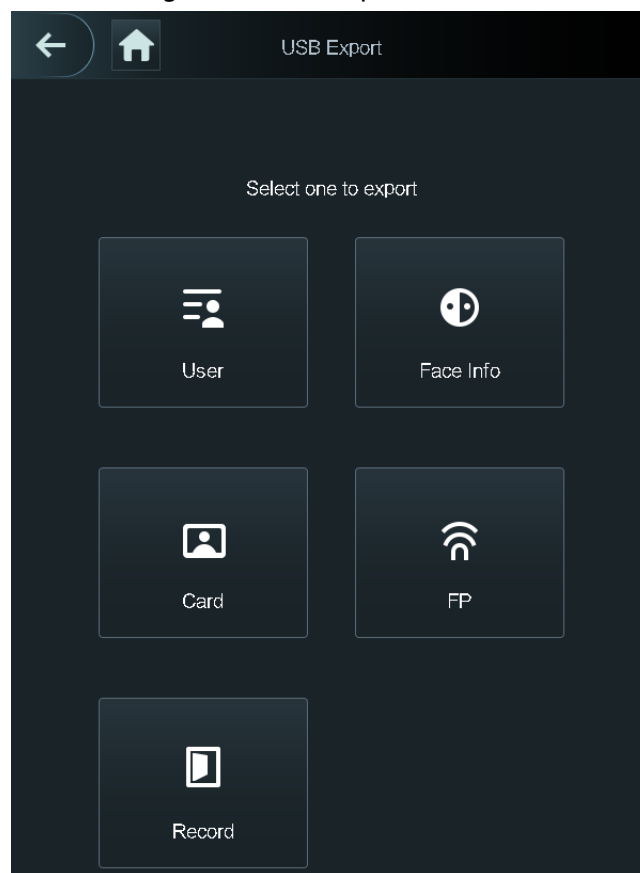 USB Export
Select one to export
User
Face Info
Card
FP
Record